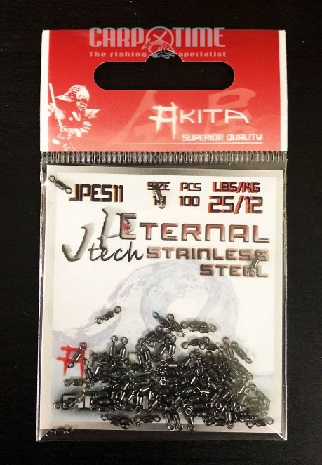 CARP TIME
The fishing specialist
AKITA
SUPERIOR QUALITY
JPES11 SIZE PCS 100 LBS/KG 25/12
ETERNAL
Jtech STAINLESS
STEEL